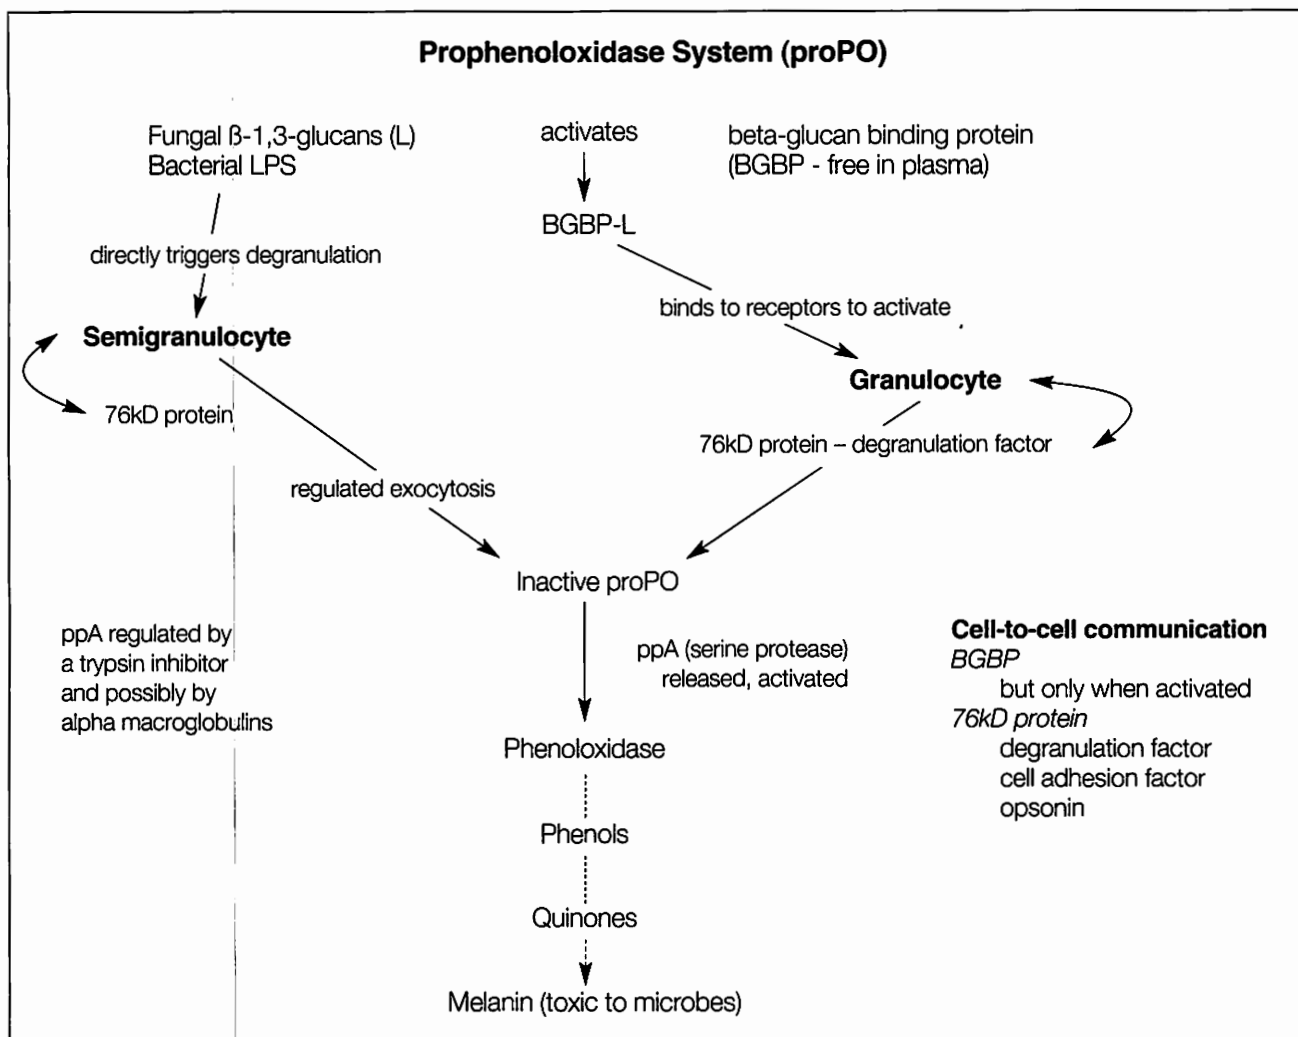 Prophenoloxidase System (proPO)
Fungal ß-1,3-glucans (L)
Bacterial LPS
activates
beta-glucan binding protein
(BGBP - free in plasma)
BGBP-L
directly triggers degranulation
binds to receptors to activate
Semigranulocyte
Granulocyte
76kD protein
76kD protein – degranulation factor
regulated exocytosis
Inactive proPO
ppA regulated by
a trypsin inhibitor
and possibly by
alpha macroglobulins
ppA (serine protease)
released, activated
Cell-to-cell communication
BGBP
but only when activated
76kD protein
degranulation factor
cell adhesion factor
opsonin
Phenoloxidase
Phenols
Quinones
Melanin (toxic to microbes)